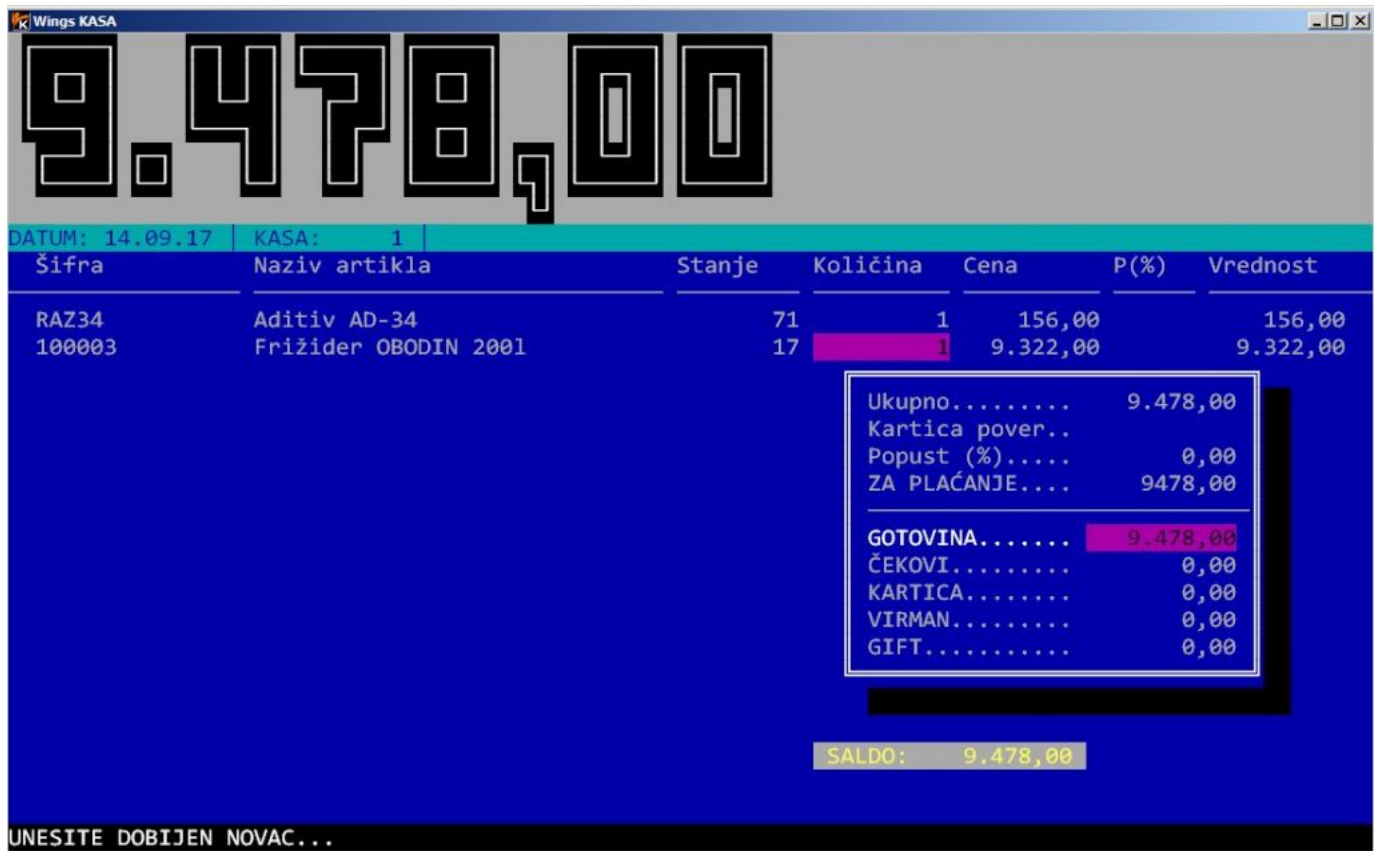 Wings KASA
9.478,00
DATUM: 14.09.17 KASA: 1
Šifra Naziv artikla Stanje Količina Cena P(%) Vrednost
RAZ34 Aditiv AD-34 71 1 156,00 156,00
100003 Frižider OBODIN 200l 17 1 9.322,00 9.322,00
Ukupno......... 9.478,00
Kartica pover..
Popust (%)..... 0,00
ZA PLAĆANJE.... 9478,00
GOTOVINA....... 9.478,00
ČEKOVI......... 0,00
KARTICA........ 0,00
VIRMAN......... 0,00
GIFT........... 0,00
SALDO: 9.478,00
UNESITE DOBIJEN NOVAC...